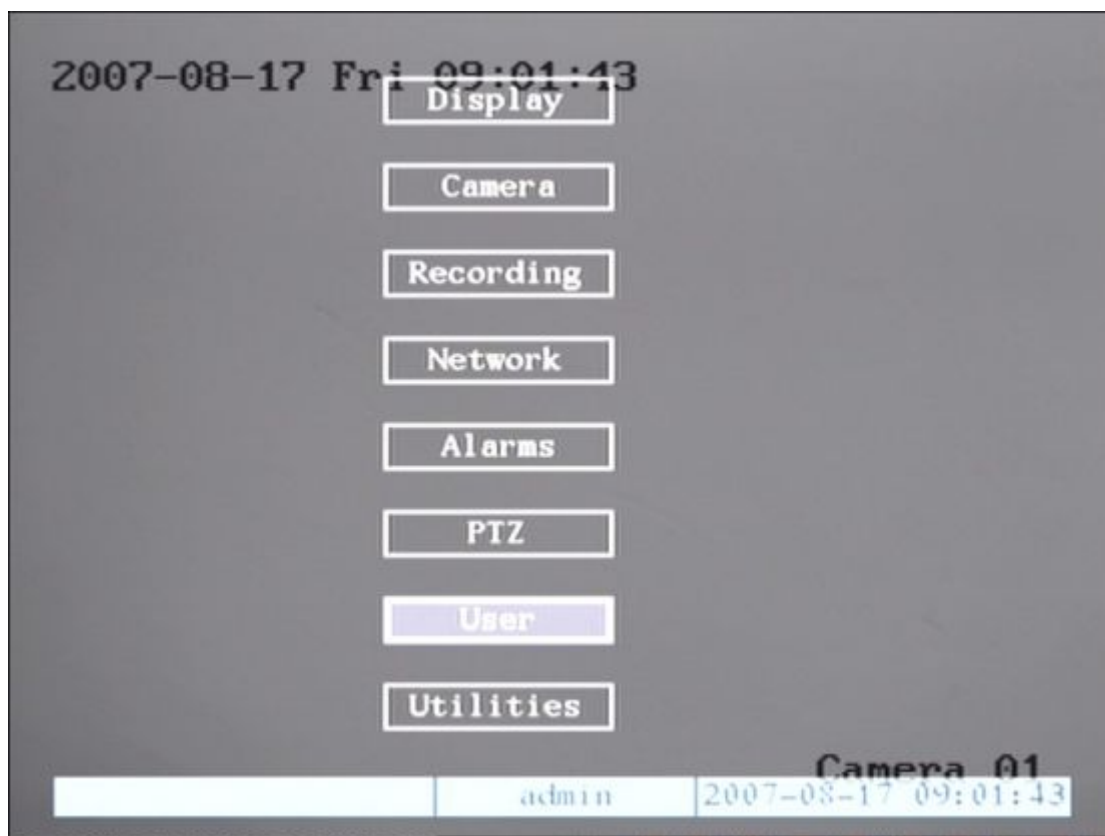 2007-08-17 Fri 09:01:43
Display
Camera
Recording
Network
Alarms
PTZ
User
Utilities
Camera 01
admin 2007-08-17 09:01:43